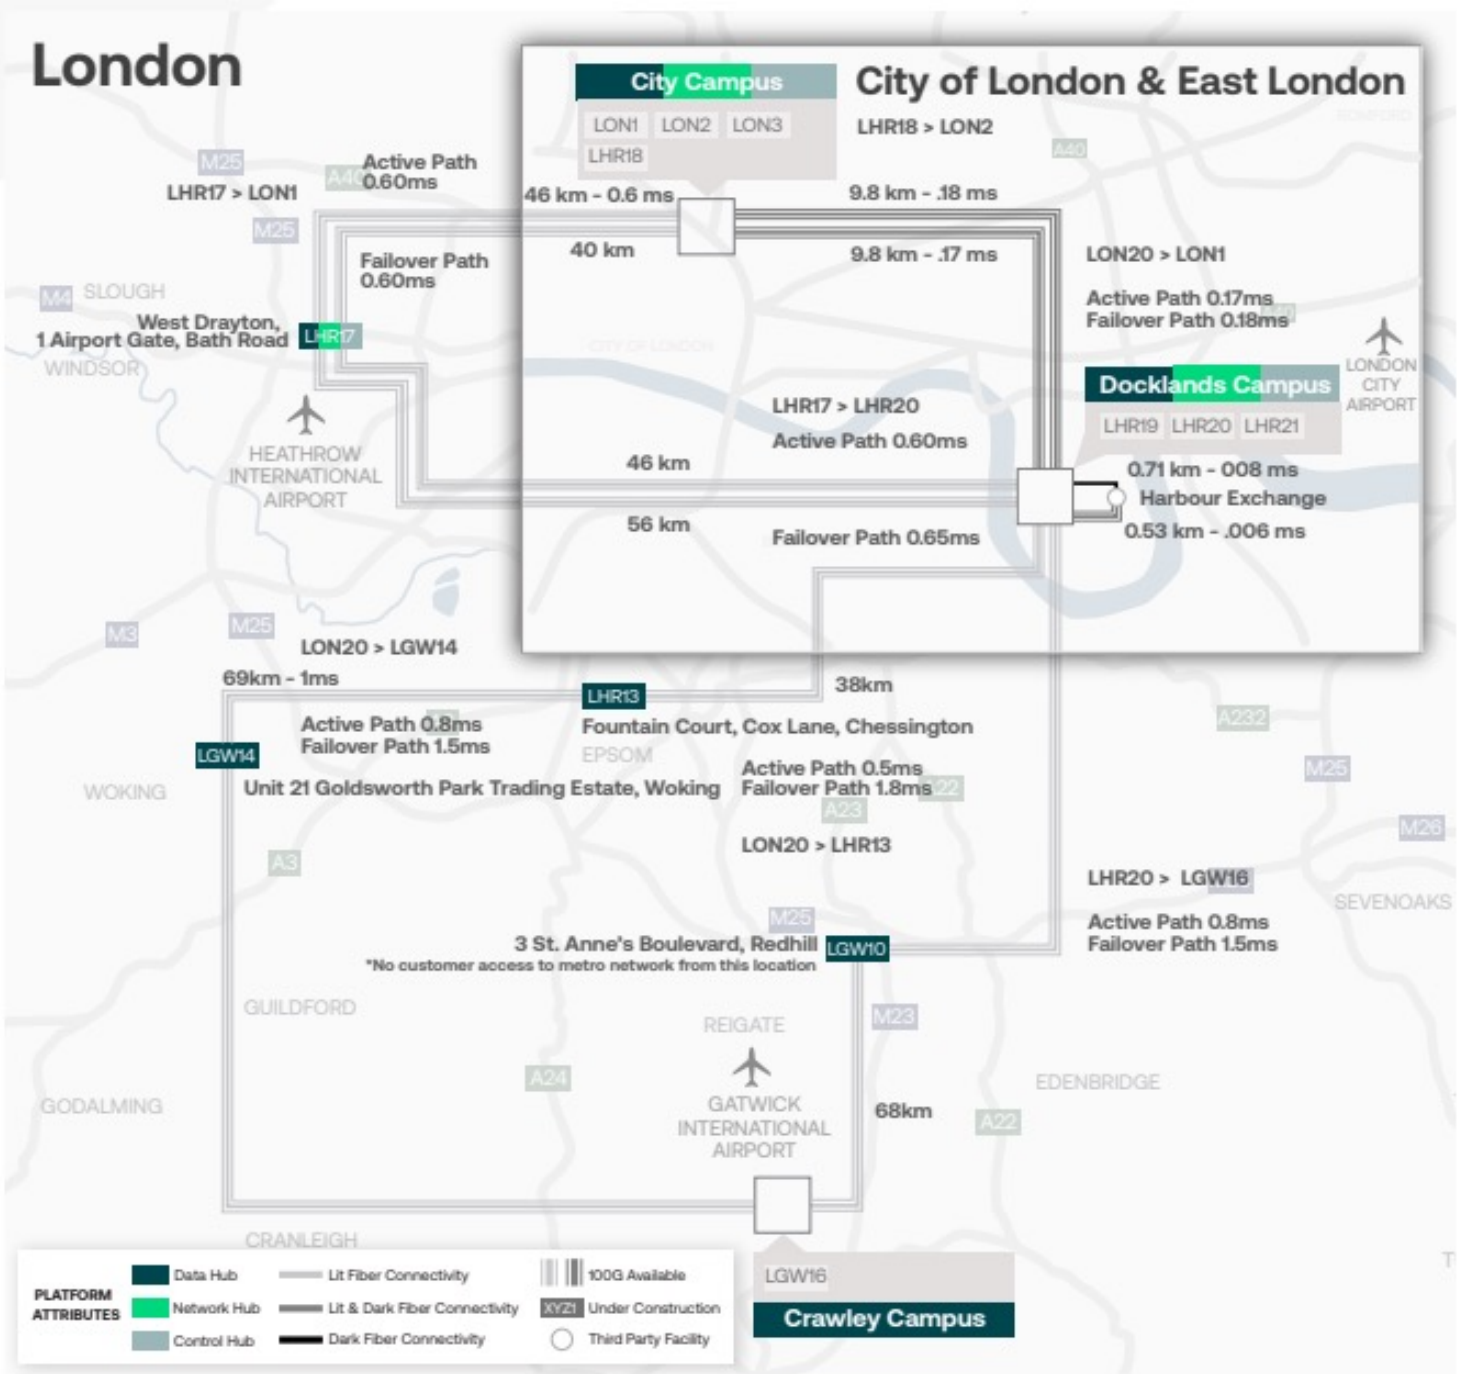 London
City of London & East London
City Campus
LON1 LON2 LON3
LHR18
LHR18 > LON2
A40
M25
LHR17 > LON1
A40
Active Path
0.60ms
M25
46 km - 0.6 ms
40 km
9.8 km - .18 ms
9.8 km - .17 ms
Failover Path
0.60ms
LON20 > LON1
Active Path 0.17ms
Failover Path 0.18ms
M4 SLOUGH
West Drayton,
1 Airport Gate, Bath Road
LHR17
WINDSOR
CITY OF LONDON
LONDON
CITY
AIRPORT
Docklands Campus
LHR19 LHR20 LHR21
LHR17 > LHR20
Active Path 0.60ms
HEATHROW
INTERNATIONAL
AIRPORT
46 km
56 km
Failover Path 0.65ms
0.71 km - 008 ms
Harbour Exchange
0.53 km - .006 ms
M3
M25
LON20 > LGW14
69km - 1ms
LHR13
38km
Active Path 0.8ms
Failover Path 1.5ms
Fountain Court, Cox Lane, Chessington
EPSOM
A232
LGW14
Unit 21 Goldsworth Park Trading Estate, Woking
WOKING
Active Path 0.5ms
Failover Path 1.8ms
A22
A23
LON20 > LHR13
M25
M26
A3
LHR20 > LGW16
Active Path 0.8ms
Failover Path 1.5ms
SEVENOAKS
M25
3 St. Anne's Boulevard, Redhill
*No customer access to metro network from this location
LGW10
GUILDFORD
REIGATE
M23
A24
GODALMING
GATWICK
INTERNATIONAL
AIRPORT
68km
EDENBRIDGE
A22
CRANLEIGH
LGW16
Crawley Campus
PLATFORM
ATTRIBUTES
Data Hub
Network Hub
Control Hub
Lit Fiber Connectivity
Lit & Dark Fiber Connectivity
Dark Fiber Connectivity
100G Available
XYZ1 Under Construction
Third Party Facility